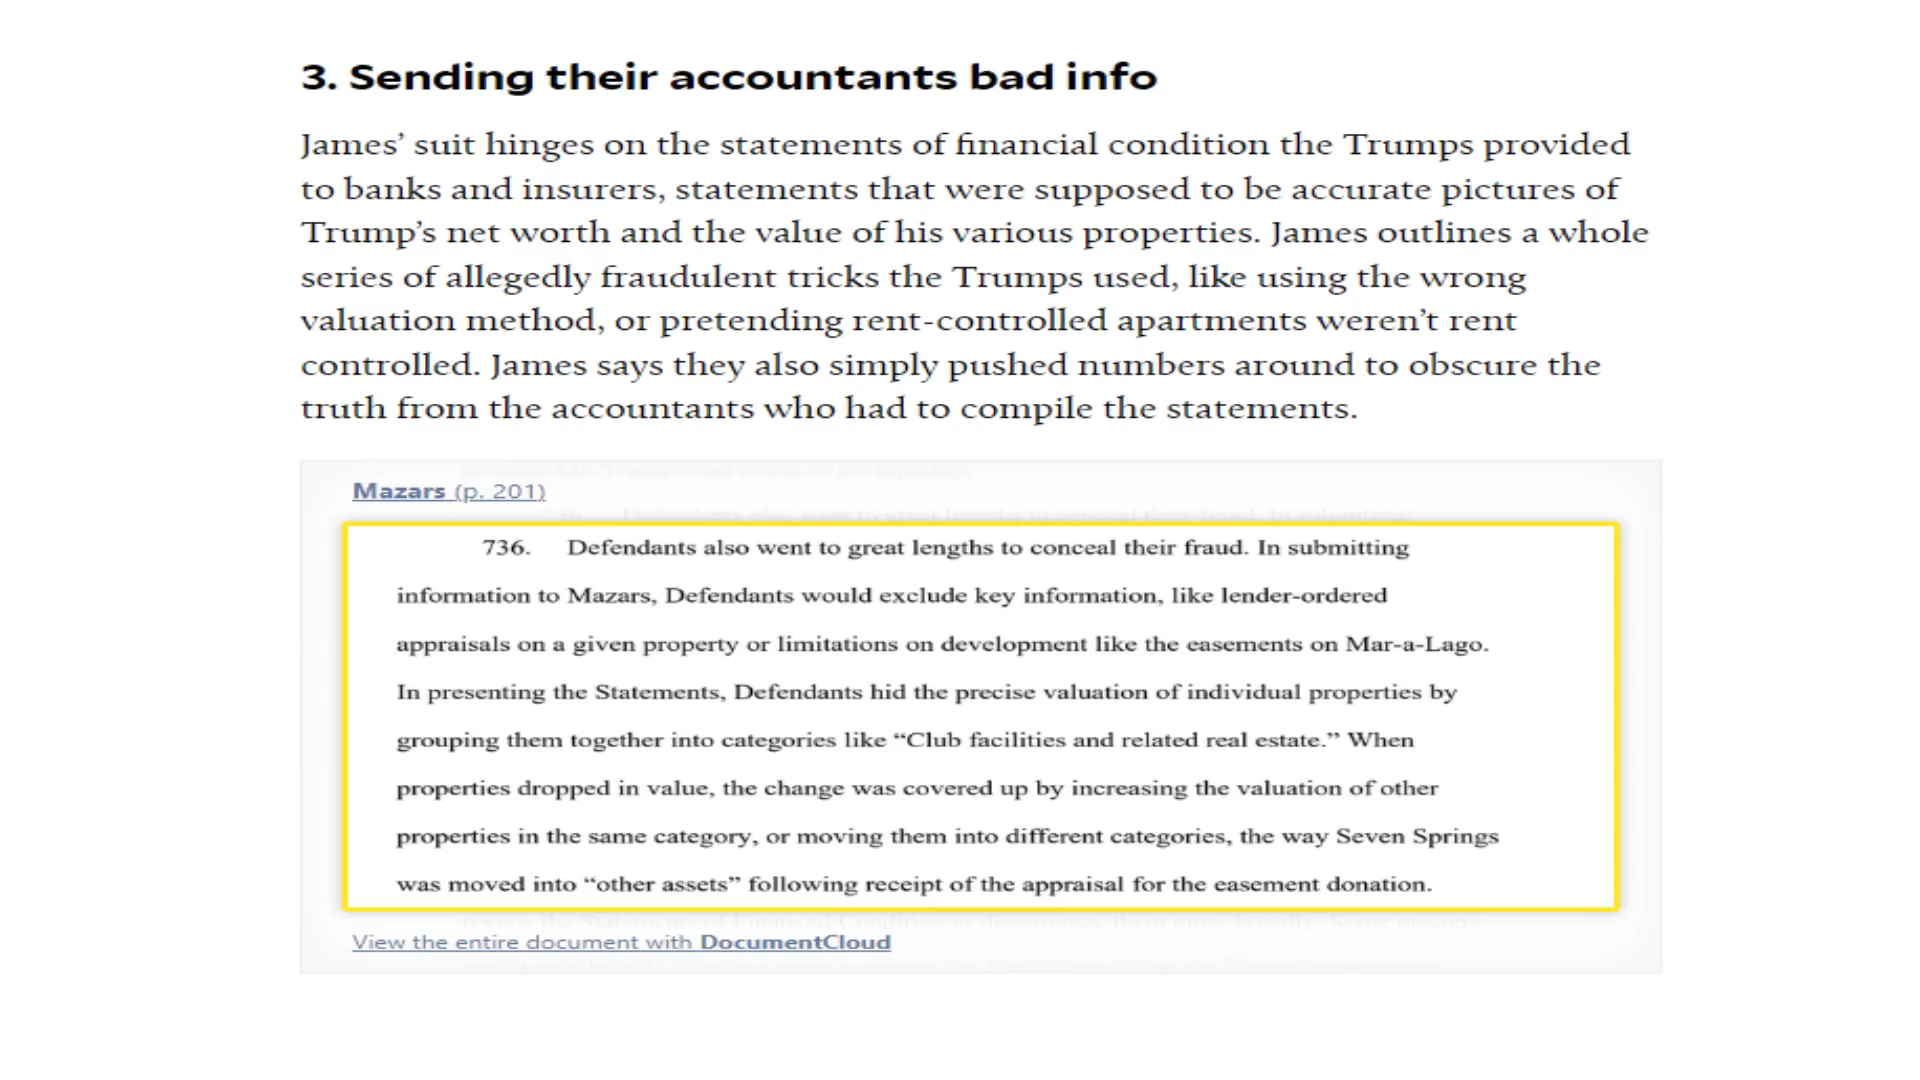 3. Sending their accountants bad info
James’ suit hinges on the statements of financial condition the Trumps provided
to banks and insurers, statements that were supposed to be accurate pictures of
Trump’s net worth and the value of his various properties. James outlines a whole
series of allegedly fraudulent tricks the Trumps used, like using the wrong
valuation method, or pretending rent-controlled apartments weren’t rent
controlled. James says they also simply pushed numbers around to obscure the
truth from the accountants who had to compile the statements.
Mazars (p. 201)
736. Defendants also went to great lengths to conceal their fraud. In submitting
information to Mazars, Defendants would exclude key information, like lender-ordered
appraisals on a given property or limitations on development like the easements on Mar-a-Lago.
In presenting the Statements, Defendants hid the precise valuation of individual properties by
grouping them together into categories like “Club facilities and related real estate.” When
properties dropped in value, the change was covered up by increasing the valuation of other
properties in the same category, or moving them into different categories, the way Seven Springs
was moved into “other assets” following receipt of the appraisal for the easement donation.
View the entire document with DocumentCloud